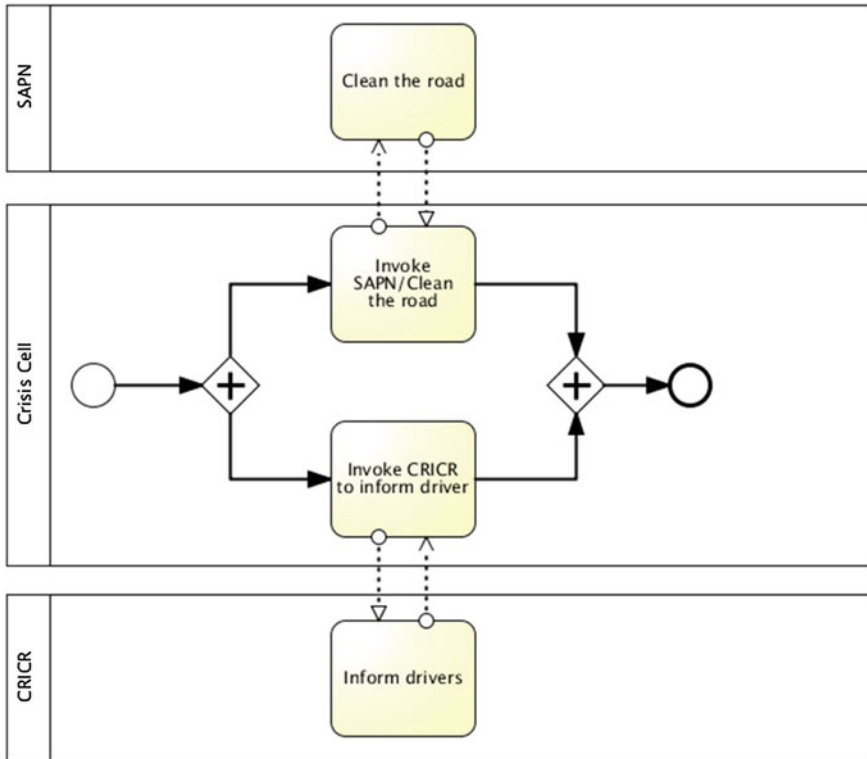 SAPN
Clean the road
Crisis Cell
Invoke
SAPN/Clean
the road
Invoke CRICR
to inform driver
CRICR
Inform drivers